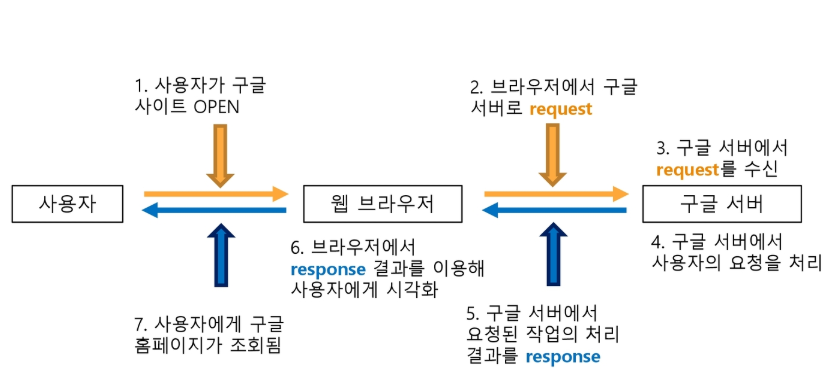 1. 사용자가 구글
사이트 OPEN
2. 브라우저에서 구글
서버로 request
3. 구글 서버에서
request를 수신
사용자
웹 브라우저
구글 서버
4. 구글 서버에서
사용자의 요청을 처리
5. 구글 서버에서
요청된 작업의 처리
결과를 response
6. 브라우저에서
response 결과를 이용해
사용자에게 시각화
7. 사용자에게 구글
홈페이지가 조회됨